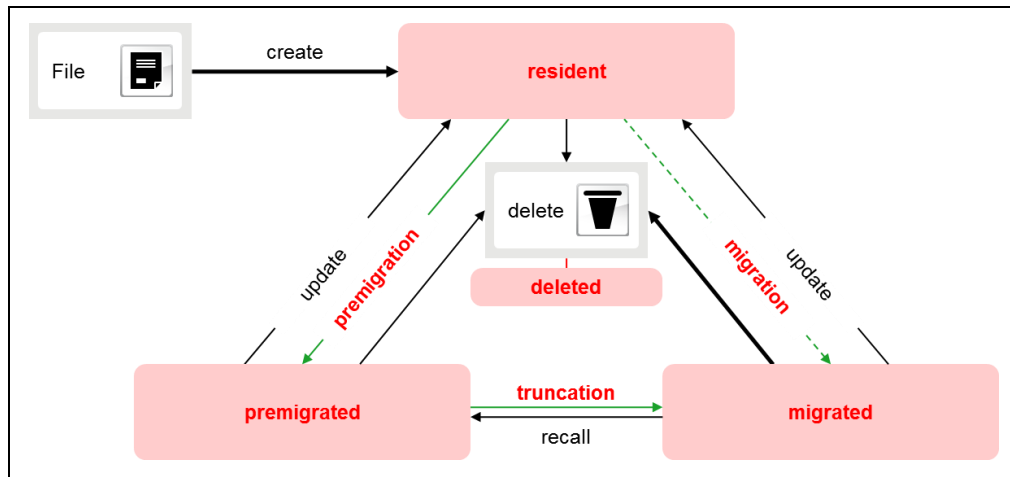 create
File
resident
delete
update
premigration
migration
update
deleted
truncation
premigrated
migrated
recall